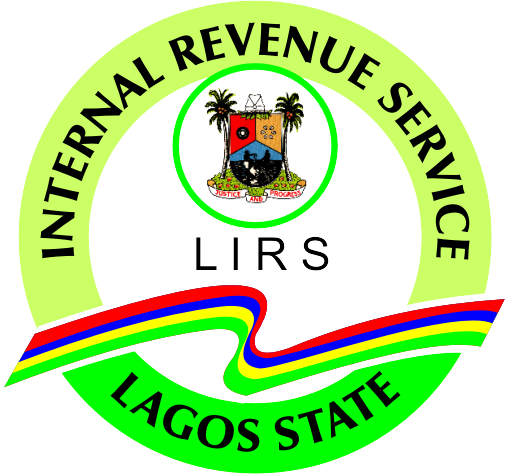 INTERNAL REVENUE SERVICE
JUSTICE AND PROGRESS
LIRS
LAGOS STATE